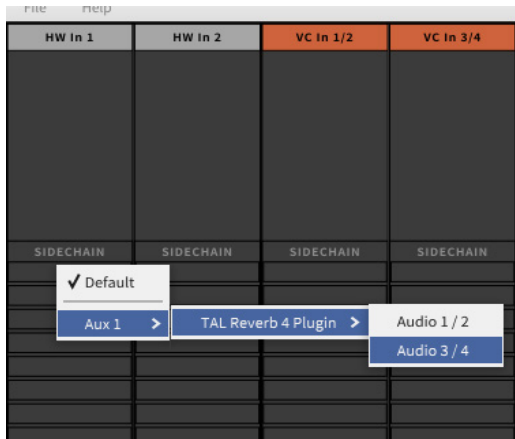 File Help
HW In 1 HW In 2 VC In 1/2 VC In 3/4
SIDECHAIN SIDECHAIN SIDECHAIN SIDECHAIN
✓ Default
Aux 1 > TAL Reverb 4 Plugin > Audio 1 / 2
Audio 3 / 4